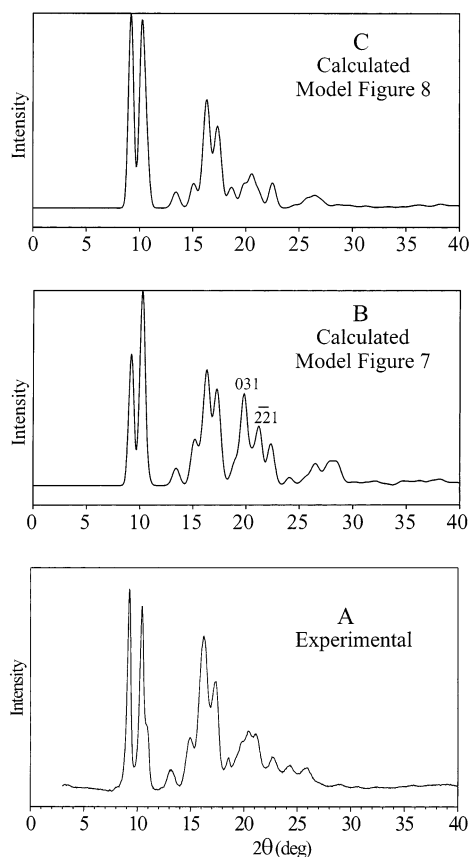 C
Calculated
Model Figure 8
Intensity
0 5 10 15 20 25 30 35 40
B
Calculated
Model Figure 7
031
2̅21
Intensity
0 5 10 15 20 25 30 35 40
A
Experimental
Intensity
0 5 10 15 20 25 30 35 40
2θ (deg)